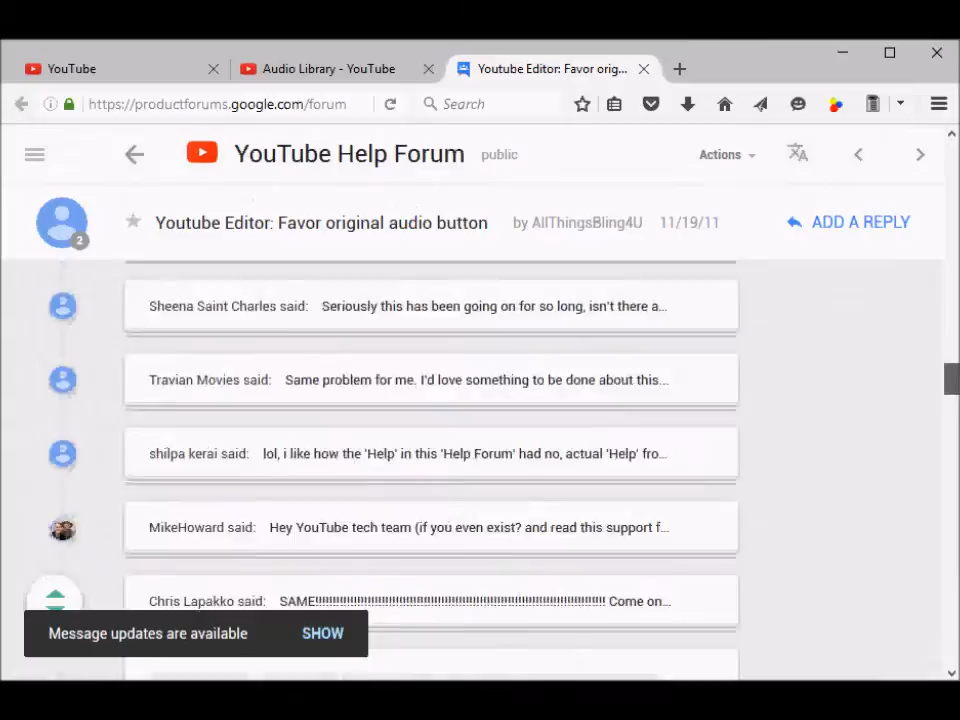 YouTube
Audio Library - YouTube
Youtube Editor: Favor orig...
https://productforums.google.com/forum
Search
YouTube Help Forum
public
Actions
2
Youtube Editor: Favor original audio button
by AllThingsBling4U
11/19/11
ADD A REPLY
Sheena Saint Charles said: Seriously this has been going on for so long, isn't there a...
Travian Movies said: Same problem for me. I'd love something to be done about this...
shilpa kerai said: lol, i like how the 'Help' in this 'Help Forum' had no, actual 'Help' fro...
MikeHoward said: Hey YouTube tech team (if you even exist? and read this support f...
Chris Lapakko said: SAME!!!!!!!!!!!!!!!!!!!!!!!!!!!!!!!!!!!!!!!!!!!!!!!!!!!!!!!!!!!!!!!!!!!!!!!!!!!!!!!!!!! Come on...
Message updates are available
SHOW